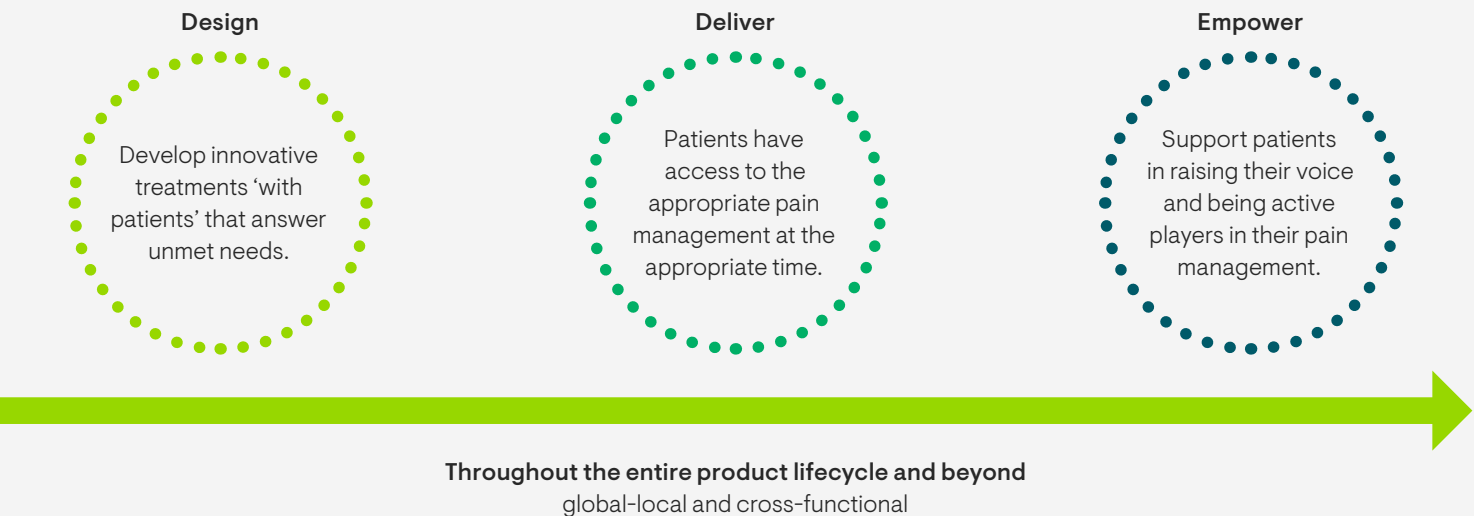 Design
Develop innovative
treatments ‘with
patients’ that answer
unmet needs.
Deliver
Patients have
access to the
appropriate pain
management at the
appropriate time.
Empower
Support patients
in raising their voice
and being active
players in their pain
management.
Throughout the entire product lifecycle and beyond
global-local and cross-functional